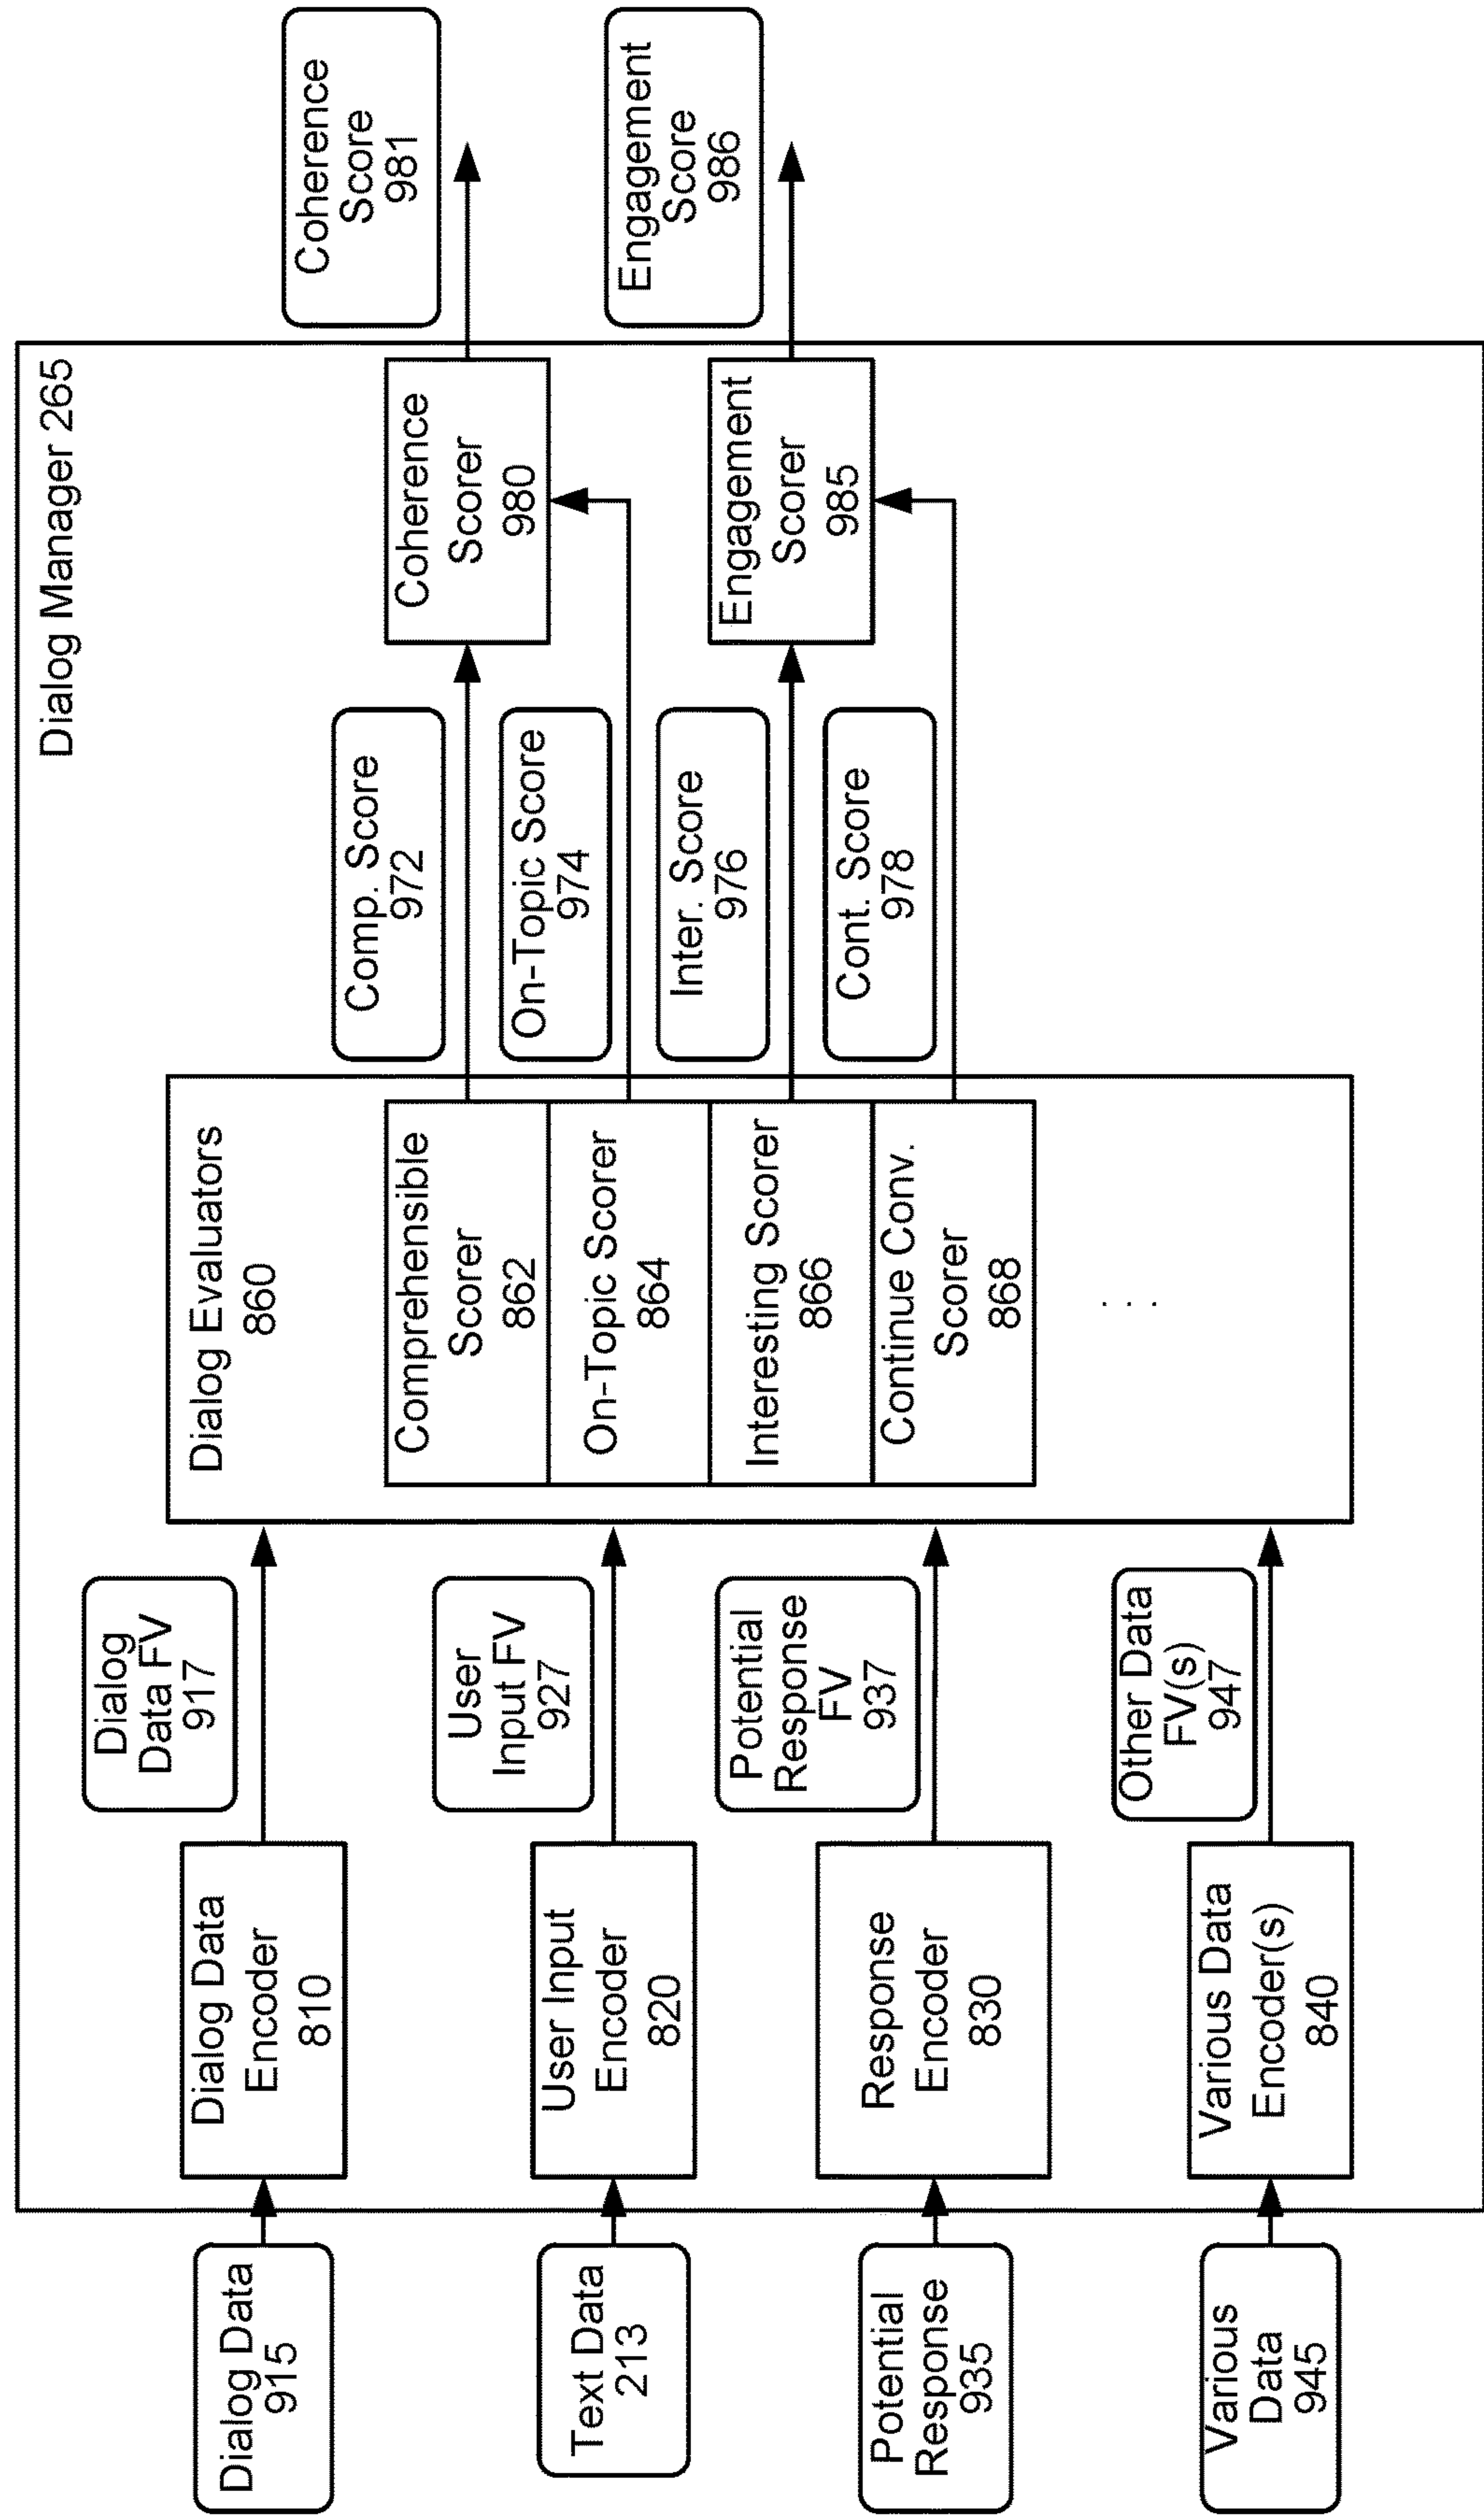 Dialog Manager 265
Dialog Data
915
Text Data
213
Potential
Response
935
Various
Data
945
Dialog Data
Encoder
810
User Input
Encoder
820
Response
Encoder
830
Various Data
Encoder(s)
840
Dialog
Data FV
917
User
Input FV
927
Potential
Response
FV
937
Other Data
FV(s)
947
Dialog Evaluators
860
Comprehensible
Scorer
862
On-Topic Scorer
864
Interesting Scorer
866
Continue Conv.
Scorer
868
. . .
Comp. Score
972
On-Topic Score
974
Inter. Score
976
Cont. Score
978
Coherence
Scorer
980
Engagement
Scorer
985
Coherence
Score
981
Engagement
Score
986